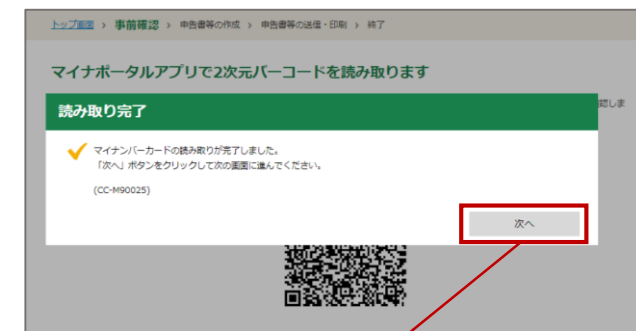 トップ画面 > 事前確認 > 申告書等の作成 > 申告書等の送信・印刷 > 終了
マイナポータルアプリで2次元バーコードを読み取ります
認しま
読み取り完了
マイナンバーカードの読み取りが完了しました。
「次へ」ボタンをクリックして次の画面に進んでください。
(CC-M90025)
次へ